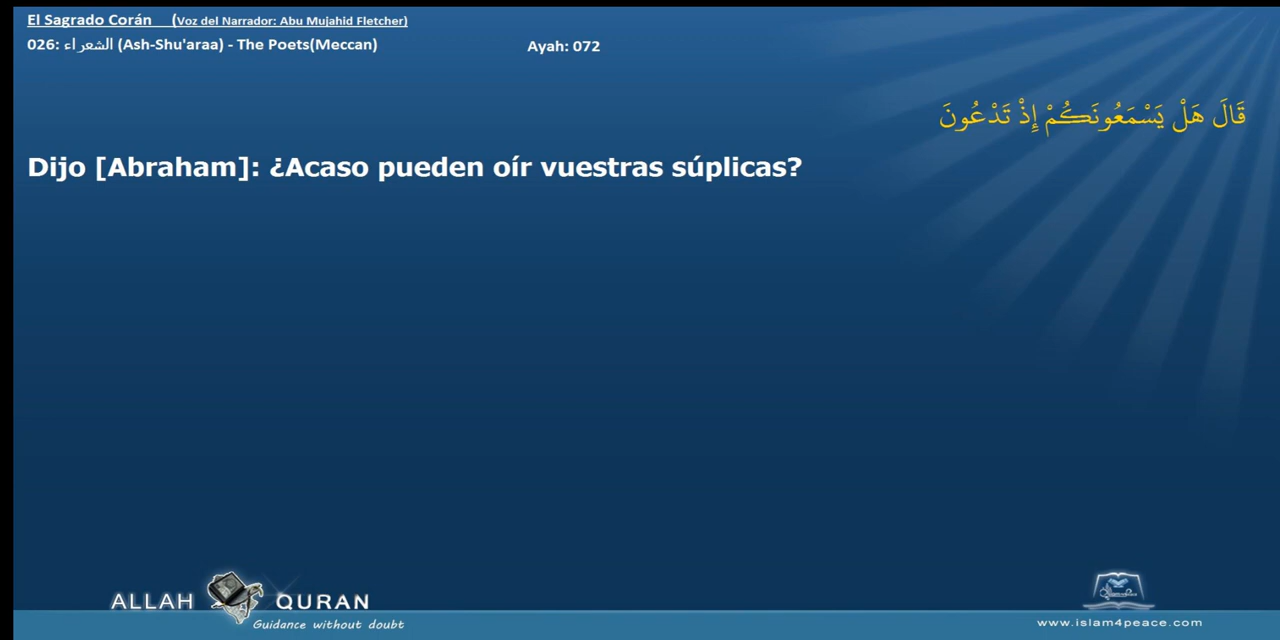 El Sagrado Corán (Voz del Narrador: Abu Mujahid Fletcher)
026: الشعراء (Ash-Shu'araa) - The Poets(Meccan) Ayah: 072
قَالَ هَلْ يَسْمَعُونَكُمْ إِذْ تَدْعُونَ
Dijo [Abraham]: ¿Acaso pueden oír vuestras súplicas?
ALLAH QURAN
Guidance without doubt
www.islam4peace.com